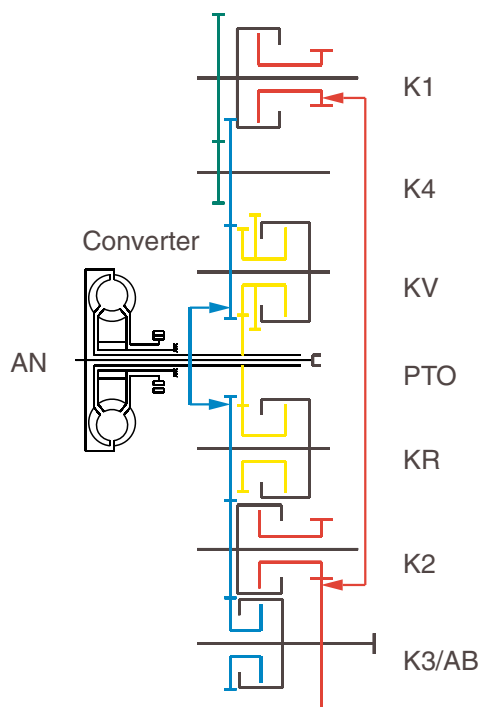 K1
K4
Converter
KV
AN
PTO
KR
K2
K3/AB